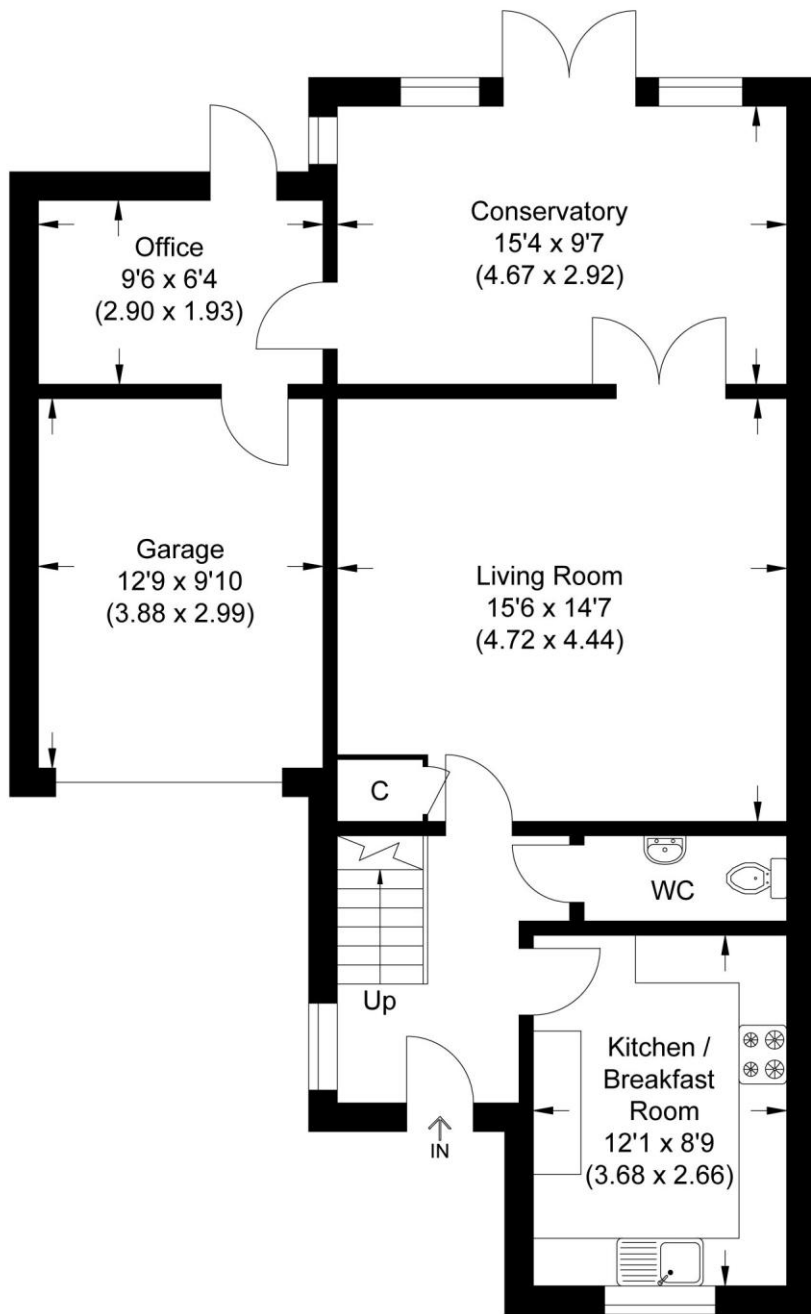 Conservatory
15'4 x 9'7
(4.67 x 2.92)
Office
9'6 x 6'4
(2.90 x 1.93)
Garage
12'9 x 9'10
(3.88 x 2.99)
Living Room
15'6 x 14'7
(4.72 x 4.44)
C
WC
Up
IN
Kitchen /
Breakfast
Room
12'1 x 8'9
(3.68 x 2.66)